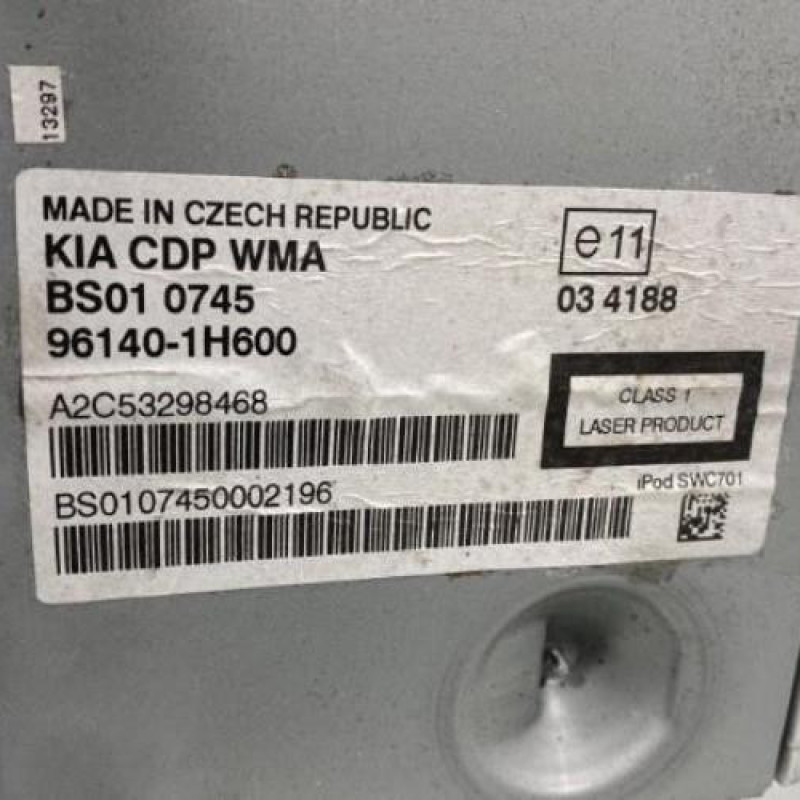 13297
MADE IN CZECH REPUBLIC
KIA CDP WMA
BS01 0745
96140-1H600
e11
03 4188
A2C53298468
CLASS 1
LASER PRODUCT
BS0107450002196
iPod SWC701